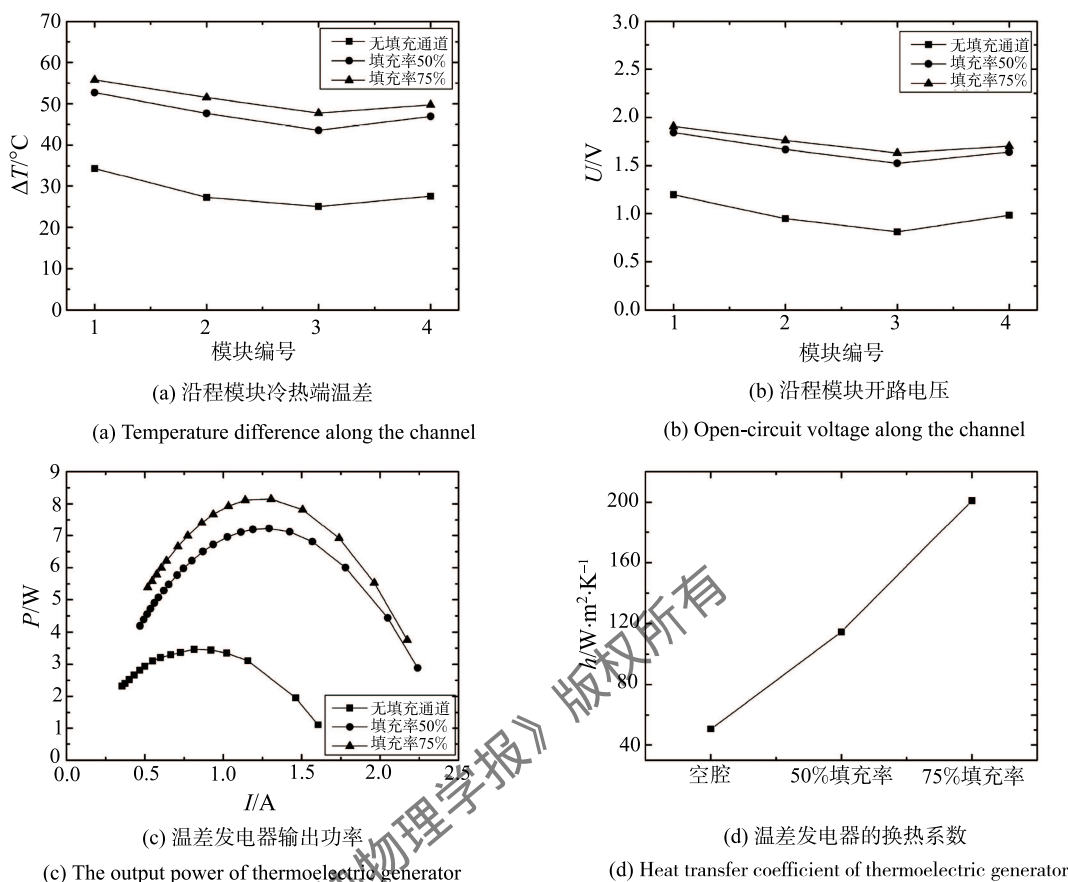 70
60
50
40
30
20
10
0
ΔT/°C
无填充通道
填充率50%
填充率75%
1 2 3 4
模块编号
(a) 沿程模块冷热端温差
(a) Temperature difference along the channel
3.0
2.5
2.0
1.5
1.0
0.5
0.0
U/V
无填充通道
填充率50%
填充率75%
1 2 3 4
模块编号
(b) 沿程模块开路电压
(b) Open-circuit voltage along the channel
9
8
7
6
5
4
3
2
1
0
P/W
无填充通道
填充率50%
填充率75%
0.0 0.5 1.0 1.5 2.0 2.5
I/A
(c) 温差发电器输出功率
(c) The output power of thermoelectric generator
200
160
120
80
40
h/W·m²·K⁻¹
空腔 50%填充率 75%填充率
(d) 温差发电器的换热系数
(d) Heat transfer coefficient of thermoelectric generator
物理学报》版权所有